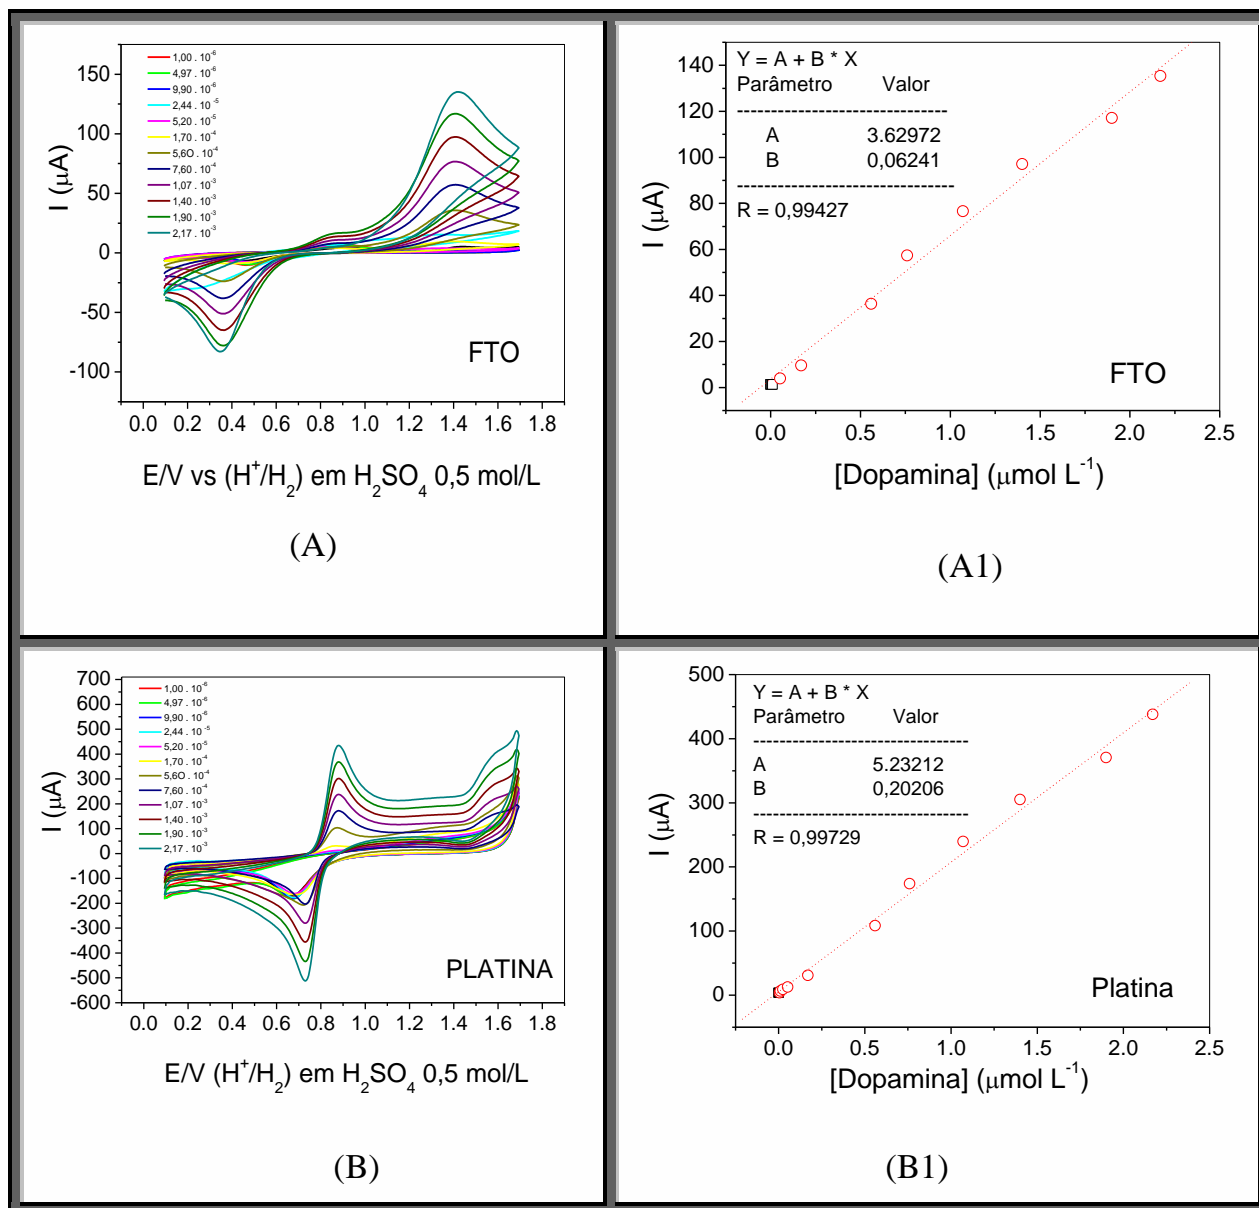 150
100
50
0
-50
-100
I (μA)
1,00 . 10⁻⁶
4,97 . 10⁻⁶
9,90 . 10⁻⁶
2,44 . 10⁻⁵
5,20 . 10⁻⁵
1,70 . 10⁻⁴
5,6O . 10⁻⁴
7,60 . 10⁻⁴
1,07 . 10⁻³
1,40 . 10⁻³
1,90 . 10⁻³
2,17 . 10⁻³
FTO
0.0 0.2 0.4 0.6 0.8 1.0 1.2 1.4 1.6 1.8
E/V vs (H⁺/H₂) em H₂SO₄ 0,5 mol/L
(A)
140
120
100
80
60
40
20
0
I (μA)
Y = A + B * X
Parâmetro Valor
A 3.62972
B 0,06241
R = 0,99427
FTO
0.0 0.5 1.0 1.5 2.0 2.5
[Dopamina] (μmol L⁻¹)
(A1)
700
600
500
400
300
200
100
0
-100
-200
-300
-400
-500
-600
I (μA)
1,00 . 10⁻⁶
4,97 . 10⁻⁶
9,90 . 10⁻⁶
2,44 . 10⁻⁵
5,20 . 10⁻⁵
1,70 . 10⁻⁴
5,6O . 10⁻⁴
7,60 . 10⁻⁴
1,07 . 10⁻³
1,40 . 10⁻³
1,90 . 10⁻³
2,17 . 10⁻³
PLATINA
0.0 0.2 0.4 0.6 0.8 1.0 1.2 1.4 1.6 1.8
E/V (H⁺/H₂) em H₂SO₄ 0,5 mol/L
(B)
500
400
300
200
100
0
I (μA)
Y = A + B * X
Parâmetro Valor
A 5.23212
B 0,20206
R = 0,99729
Platina
0.0 0.5 1.0 1.5 2.0 2.5
[Dopamina] (μmol L⁻¹)
(B1)